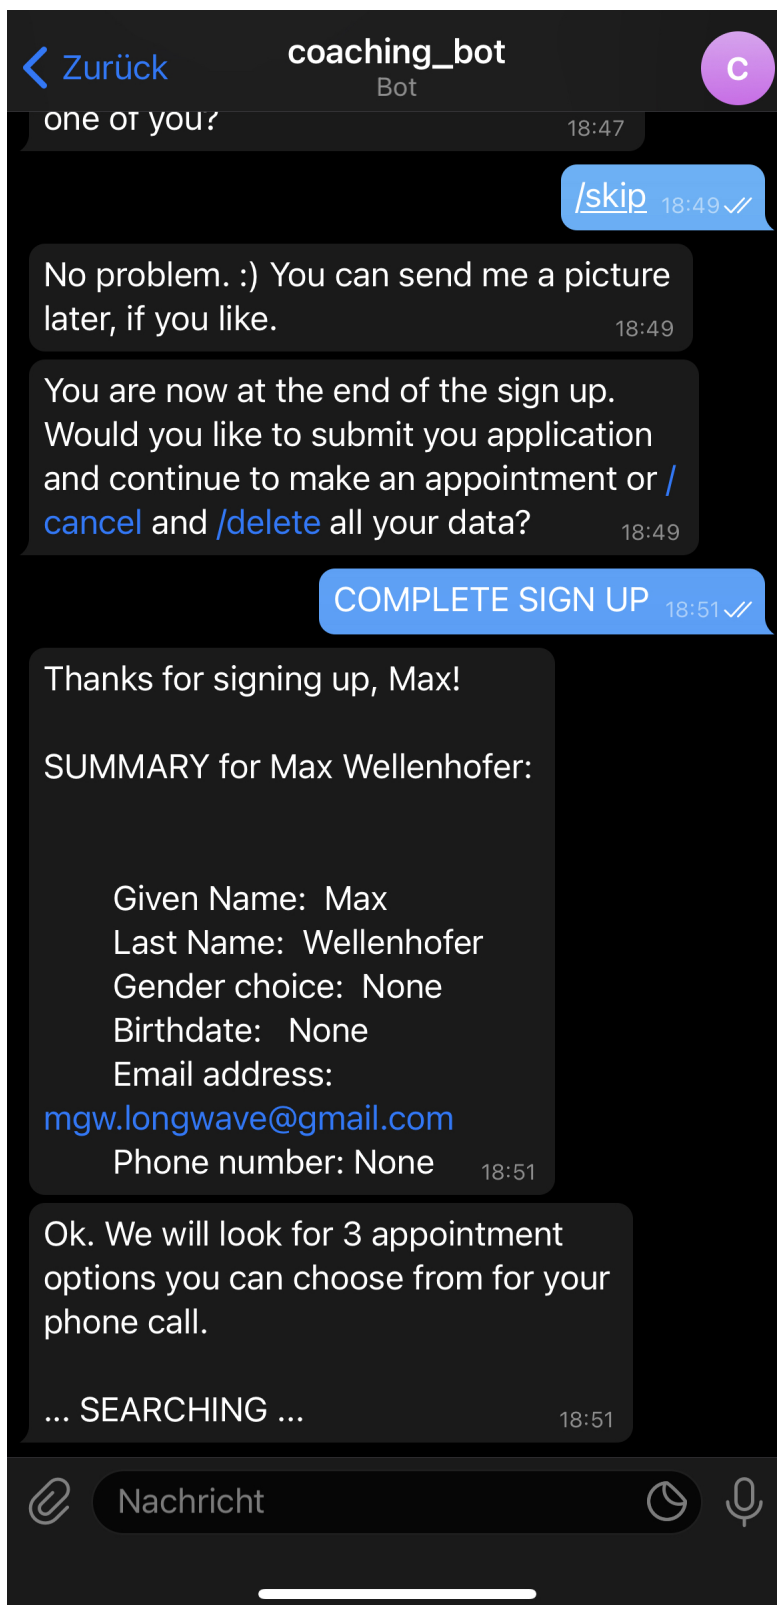 Zurück
coaching_bot
Bot
C
one of you?
18:47
/skip 18:49
No problem. :) You can send me a picture
later, if you like.
18:49
You are now at the end of the sign up.
Would you like to submit you application
and continue to make an appointment or /
cancel and /delete all your data?
18:49
COMPLETE SIGN UP 18:51
Thanks for signing up, Max!
SUMMARY for Max Wellenhofer:
Given Name: Max
Last Name: Wellenhofer
Gender choice: None
Birthdate: None
Email address:
mgw.longwave@gmail.com
Phone number: None 18:51
Ok. We will look for 3 appointment
options you can choose from for your
phone call.
... SEARCHING ...
18:51
Nachricht